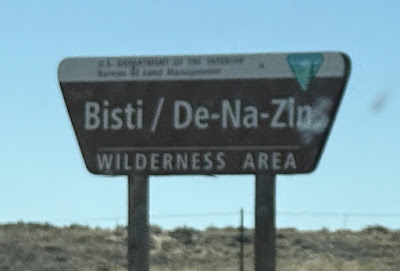 U.S. DEPARTMENT OF THE INTERIOR
Bureau of Land Management
Bisti / De-Na-Zin
WILDERNESS AREA